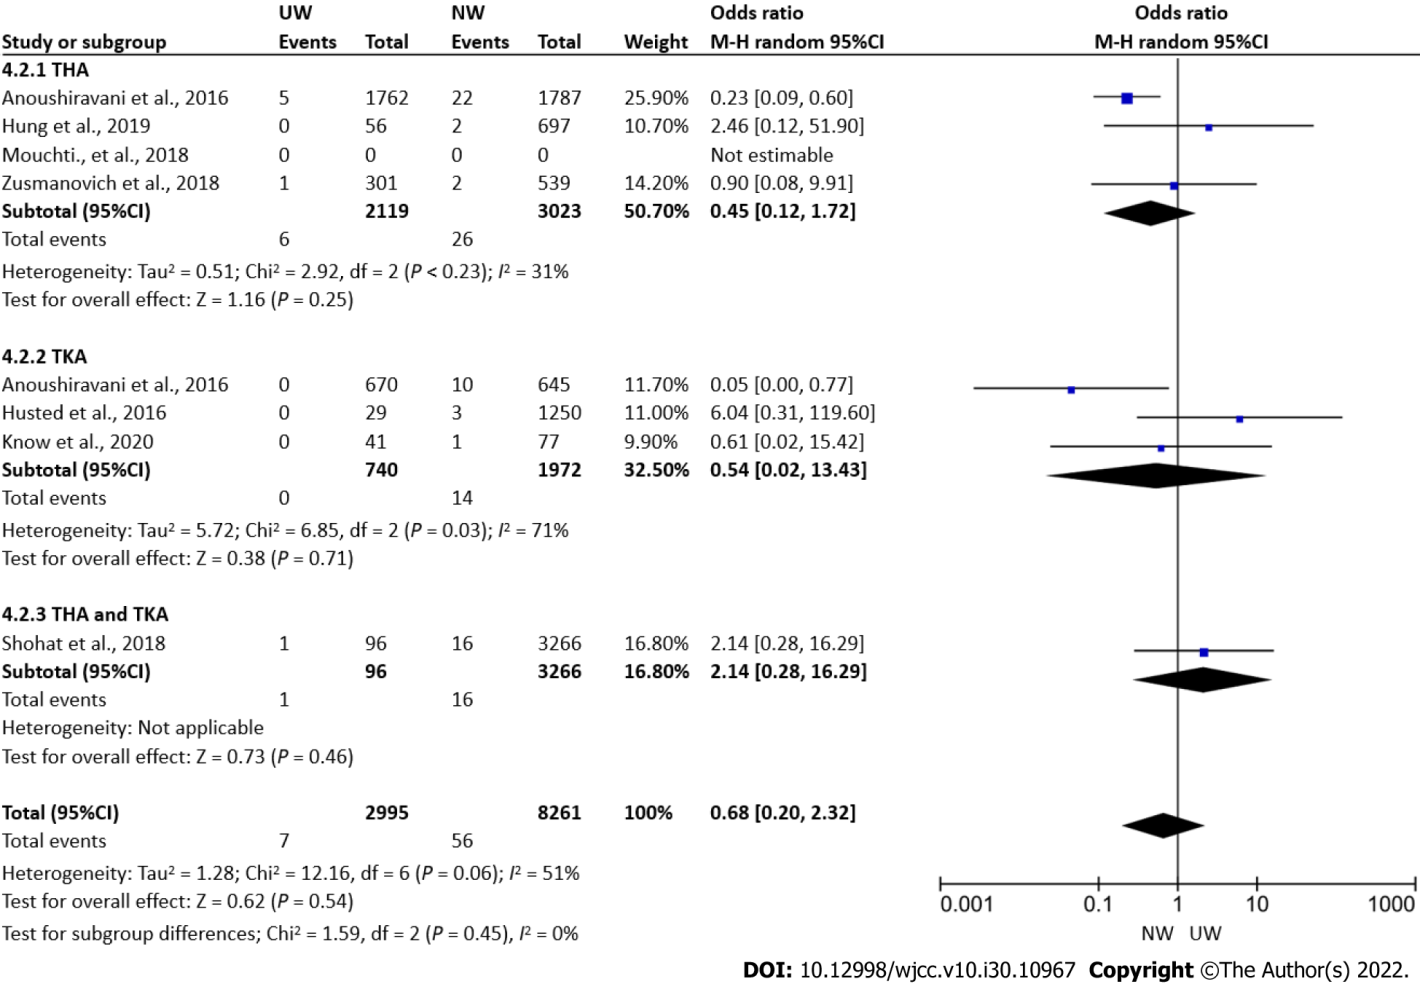 UW NW Odds ratio Odds ratio
Study or subgroup Events Total Events Total Weight M-H random 95%CI M-H random 95%CI
4.2.1 THA
Anoushiravani et al., 2016 5 1762 22 1787 25.90% 0.23 [0.09, 0.60]
Hung et al., 2019 0 56 2 697 10.70% 2.46 [0.12, 51.90]
Mouchti., et al., 2018 0 0 0 0 Not estimable
Zusmanovich et al., 2018 1 301 2 539 14.20% 0.90 [0.08, 9.91]
Subtotal (95%CI) 2119 3023 50.70% 0.45 [0.12, 1.72]
Total events 6 26
Heterogeneity: Tau² = 0.51; Chi² = 2.92, df = 2 (P < 0.23); I² = 31%
Test for overall effect: Z = 1.16 (P = 0.25)
4.2.2 TKA
Anoushiravani et al., 2016 0 670 10 645 11.70% 0.05 [0.00, 0.77]
Husted et al., 2016 0 29 3 1250 11.00% 6.04 [0.31, 119.60]
Know et al., 2020 0 41 1 77 9.90% 0.61 [0.02, 15.42]
Subtotal (95%CI) 740 1972 32.50% 0.54 [0.02, 13.43]
Total events 0 14
Heterogeneity: Tau² = 5.72; Chi² = 6.85, df = 2 (P = 0.03); I² = 71%
Test for overall effect: Z = 0.38 (P = 0.71)
4.2.3 THA and TKA
Shohat et al., 2018 1 96 16 3266 16.80% 2.14 [0.28, 16.29]
Subtotal (95%CI) 96 3266 16.80% 2.14 [0.28, 16.29]
Total events 1 16
Heterogeneity: Not applicable
Test for overall effect: Z = 0.73 (P = 0.46)
Total (95%CI) 2995 8261 100% 0.68 [0.20, 2.32]
Total events 7 56
Heterogeneity: Tau² = 1.28; Chi² = 12.16, df = 6 (P = 0.06); I² = 51%
Test for overall effect: Z = 0.62 (P = 0.54)
0.001 0.1 1 10 1000
Test for subgroup differences; Chi² = 1.59, df = 2 (P = 0.45), I² = 0%
NW UW
DOI: 10.12998/wjcc.v10.i30.10967 Copyright ©The Author(s) 2022.